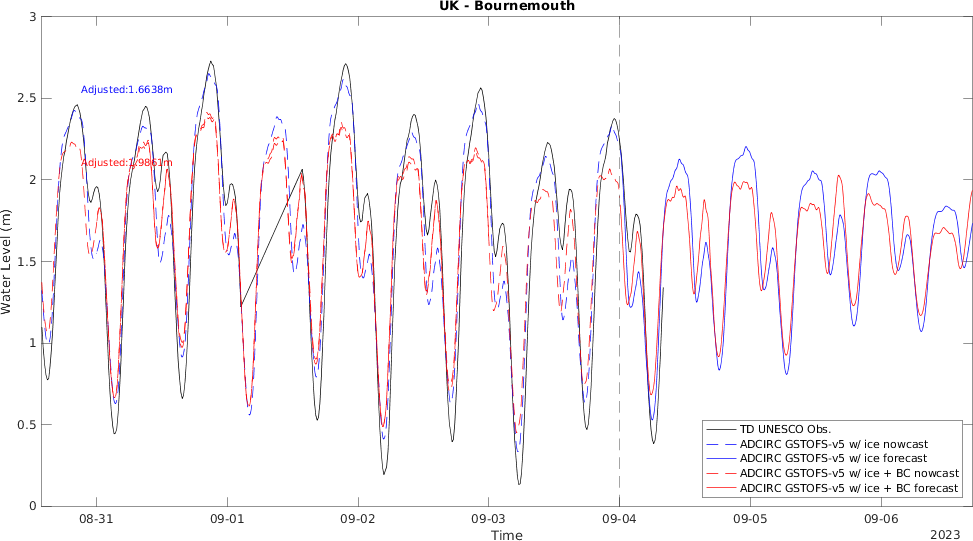 UK - Bournemouth
3
2.5
2
1.5
1
0.5
0
Water Level (m)
Adjusted:1.6638m
Adjusted:1.9861m
TD UNESCO Obs.
ADCIRC GSTOFS-v5 w/ ice nowcast
ADCIRC GSTOFS-v5 w/ ice forecast
ADCIRC GSTOFS-v5 w/ ice + BC nowcast
ADCIRC GSTOFS-v5 w/ ice + BC forecast
08-31 09-01 09-02 09-03 09-04 09-05 09-06
Time
2023